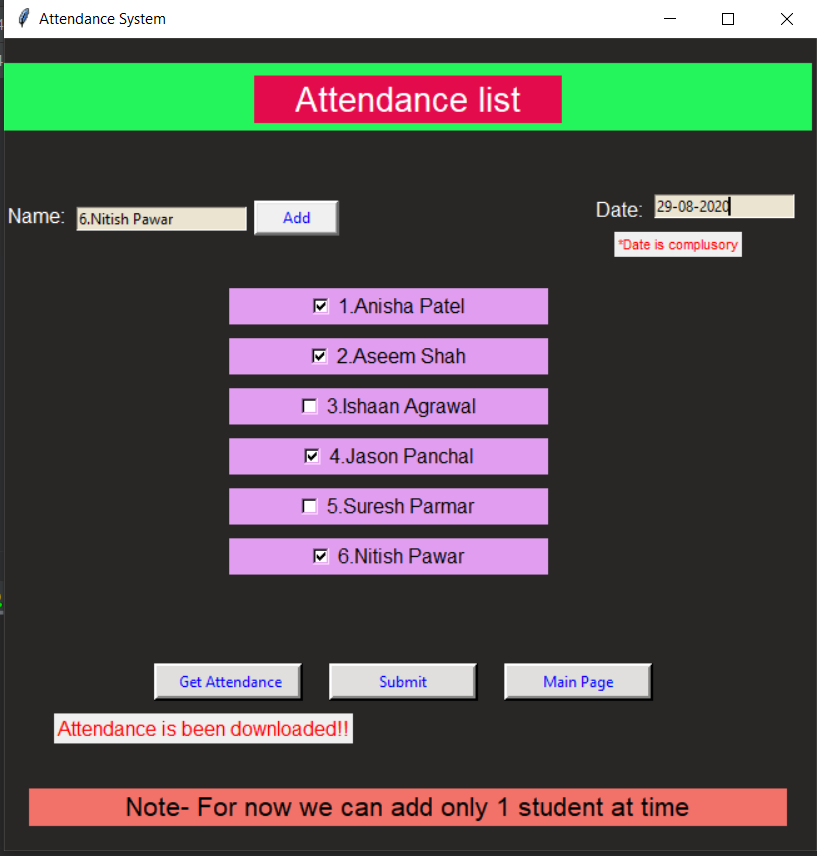 Attendance System
Attendance list
Name: 6.Nitish Pawar Add Date: 29-08-2020
*Date is complusory
1.Anisha Patel
2.Aseem Shah
3.Ishaan Agrawal
4.Jason Panchal
5.Suresh Parmar
6.Nitish Pawar
Get Attendance Submit Main Page
Attendance is been downloaded!!
Note- For now we can add only 1 student at time